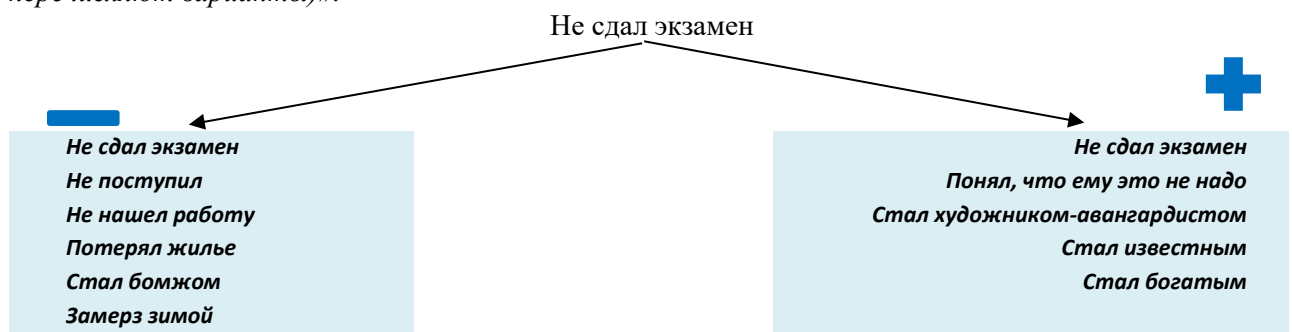 Не сдал экзамен
Не сдал экзамен
Не поступил
Не нашел работу
Потерял жилье
Стал бомжом
Замерз зимой
Не сдал экзамен
Понял, что ему это не надо
Стал художником-авангардистом
Стал известным
Стал богатым